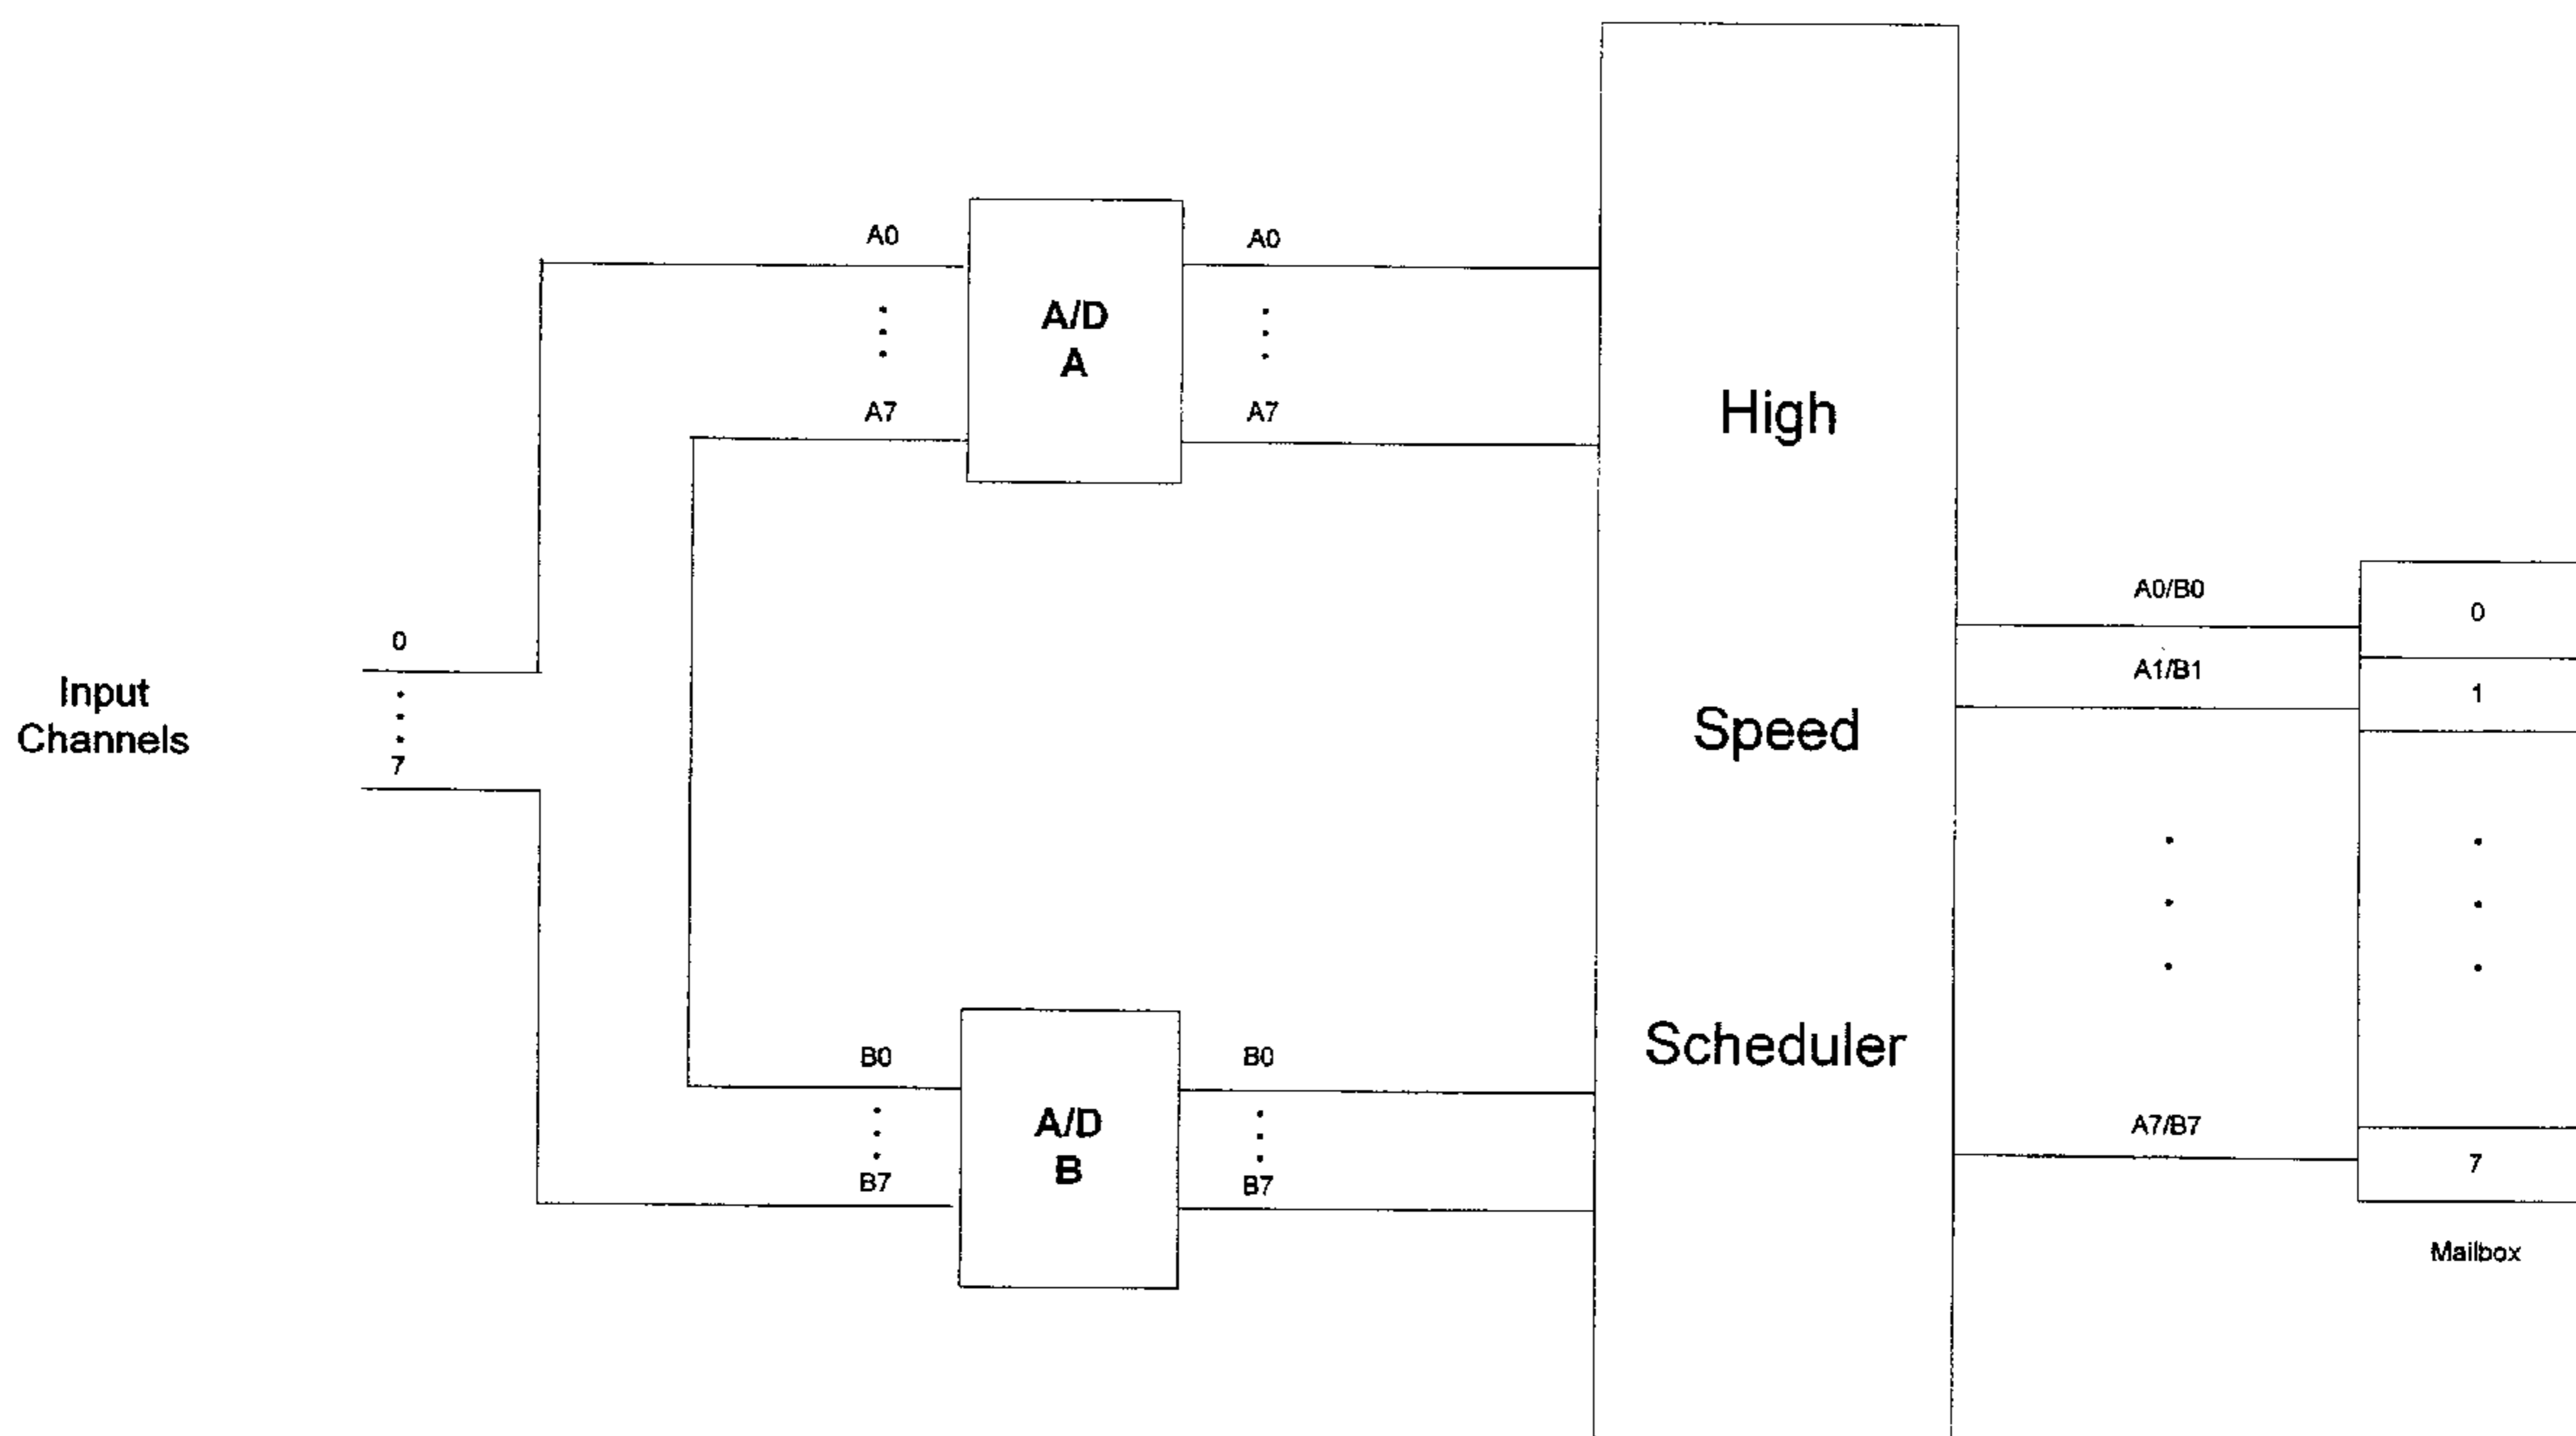 Input
Channels
0
7
A0
A7
A/D
A
A0
A7
B0
B7
A/D
B
B0
B7
High
Speed
Scheduler
A0/B0
A1/B1
A7/B7
0
1
7
Mailbox